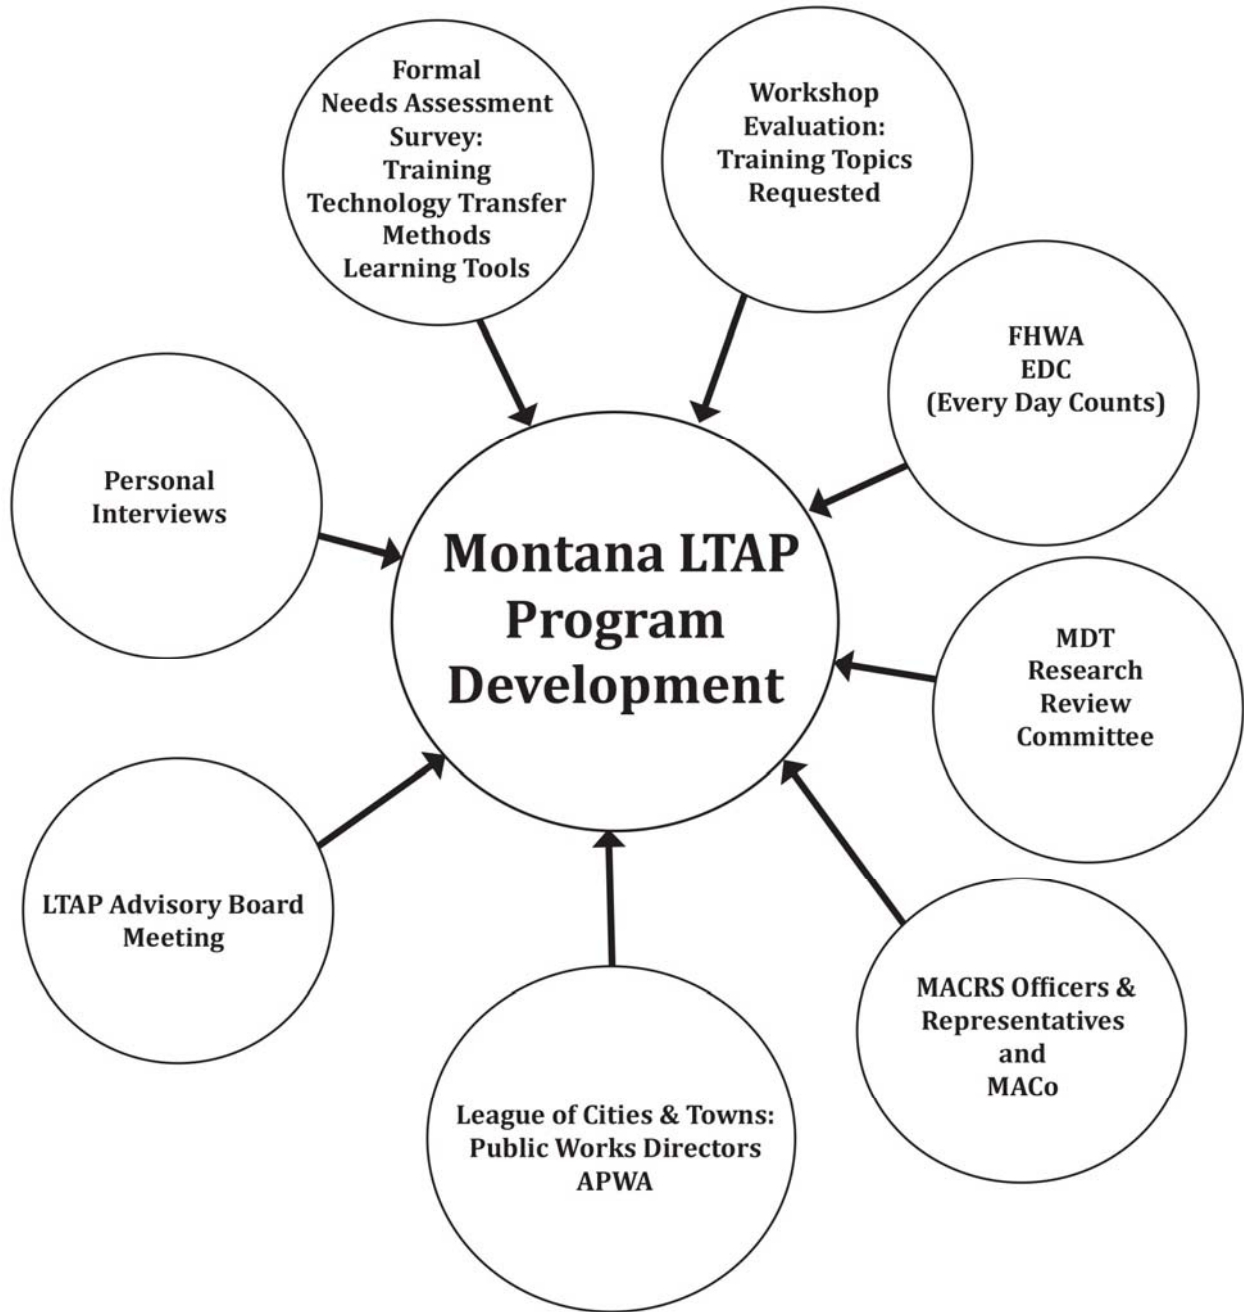 Formal
Needs Assessment
Survey:
Training
Technology Transfer
Methods
Learning Tools
Workshop
Evaluation:
Training Topics
Requested
FHWA
EDC
(Every Day Counts)
Personal
Interviews
Montana LTAP
Program
Development
MDT
Research
Review
Committee
LTAP Advisory Board
Meeting
MACRS Officers &
Representatives
and
MACo
League of Cities & Towns:
Public Works Directors
APWA